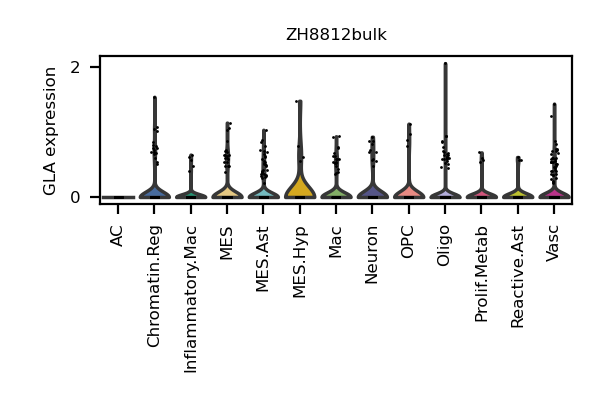 ZH8812bulk
GLA expression
2
0
AC
Chromatin.Reg
Inflammatory.Mac
MES
MES.Ast
MES.Hyp
Mac
Neuron
OPC
Oligo
Prolif.Metab
Reactive.Ast
Vasc